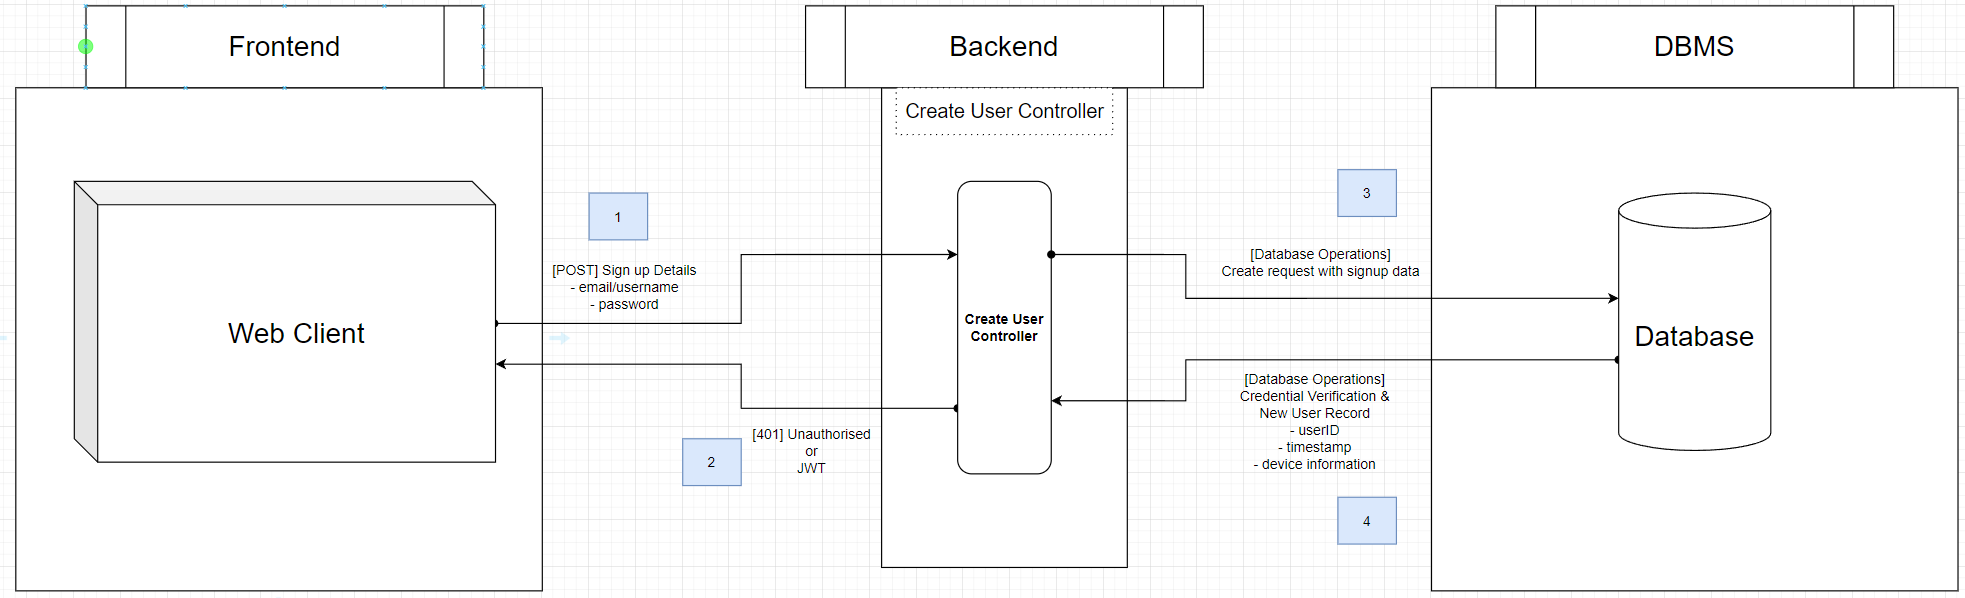 Frontend
Backend
DBMS
Create User Controller
1
[POST] Sign up Details
- email/username
- password
Web Client
Create User
Controller
[401] Unauthorised
or
JWT
2
3
[Database Operations]
Create request with signup data
Database
[Database Operations]
Credential Verification &
New User Record
- userID
- timestamp
- device information
4